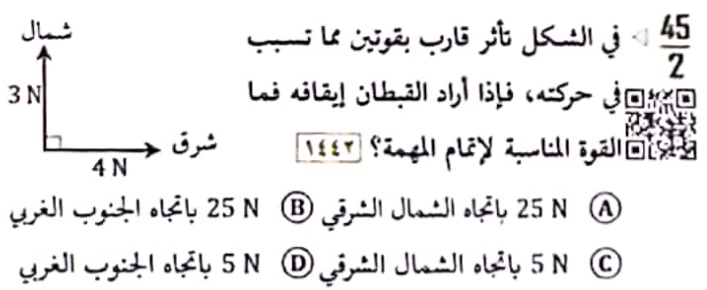 45/2 في الشكل تأثر قارب بقوتين مما تسبب
في حركته، فإذا أراد القبطان إيقافه فما
القوة المناسبة لإتمام المهمة؟ ١٤٤٢
شمال
3 N
شرق
4 N
A 25 N باتجاه الشمال الشرقي B 25 N باتجاه الجنوب الغربي
C 5 N باتجاه الشمال الشرقي D 5 N باتجاه الجنوب الغربي